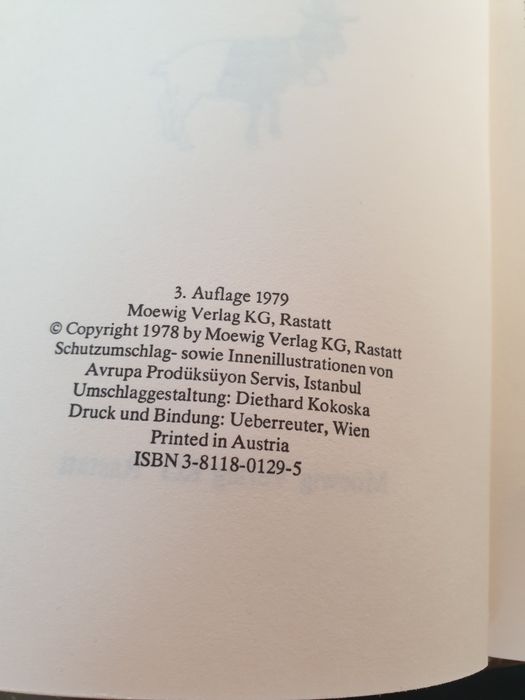 3. Auflage 1979
Moewig Verlag KG, Rastatt
© Copyright 1978 by Moewig Verlag KG, Rastatt
Schutzumschlag- sowie Innenillustrationen von
Avrupa Prodüksüyon Servis, Istanbul
Umschlaggestaltung: Diethard Kokoska
Druck und Bindung: Ueberreuter, Wien
Printed in Austria
ISBN 3-8118-0129-5